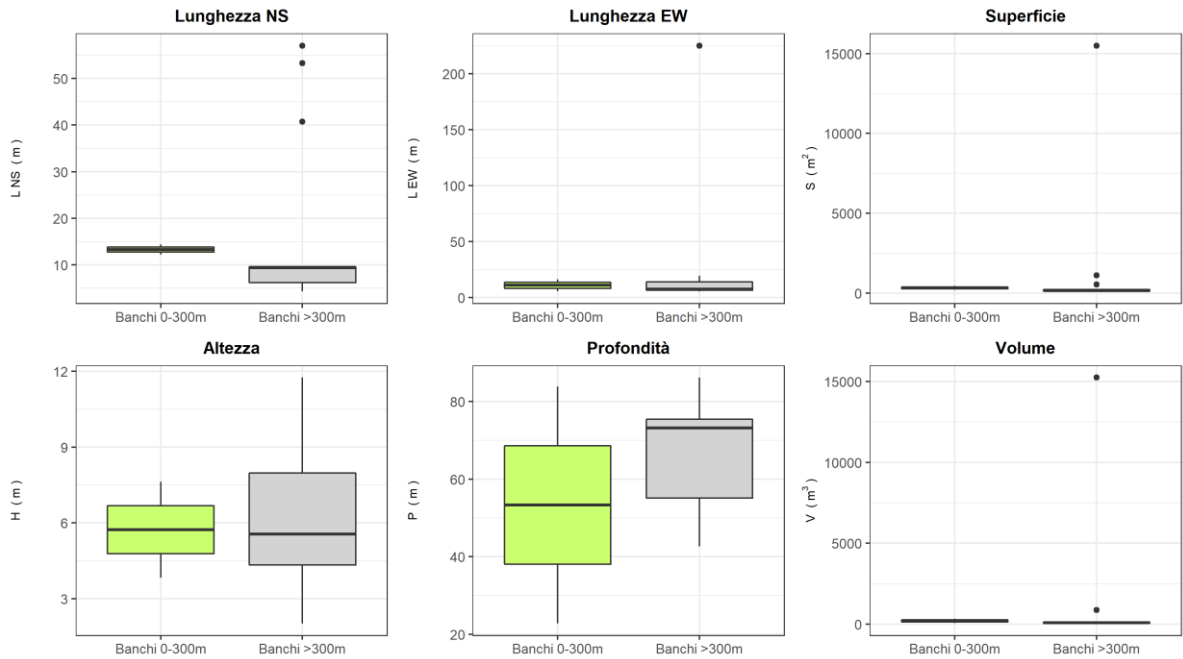 Lunghezza NS
L NS ( m )
50
40
30
20
10
Banchi 0-300m
Banchi >300m
Lunghezza EW
L EW ( m )
200
150
100
50
0
Banchi 0-300m
Banchi >300m
Superficie
S ( m²)
15000
10000
5000
0
Banchi 0-300m
Banchi >300m
Altezza
H ( m )
12
9
6
3
Banchi 0-300m
Banchi >300m
Profondità
P ( m )
80
60
40
20
Banchi 0-300m
Banchi >300m
Volume
V ( m³)
15000
10000
5000
0
Banchi 0-300m
Banchi >300m